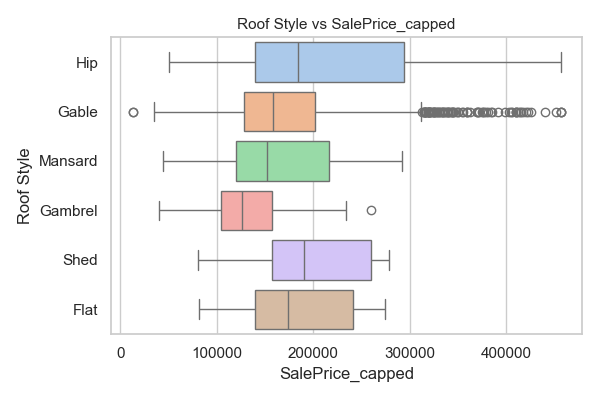 Roof Style vs SalePrice_capped
Roof Style
Hip
Gable
Mansard
Gambrel
Shed
Flat
0 100000 200000 300000 400000
SalePrice_capped